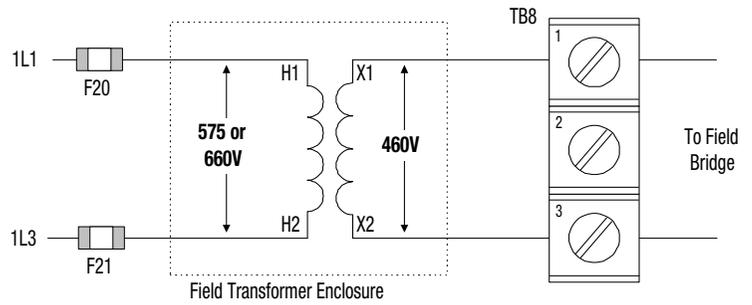 TB8
1L1
F20
H1
X1
1
575 or
660V
460V
2
To Field
Bridge
1L3
F21
H2
X2
3
Field Transformer Enclosure